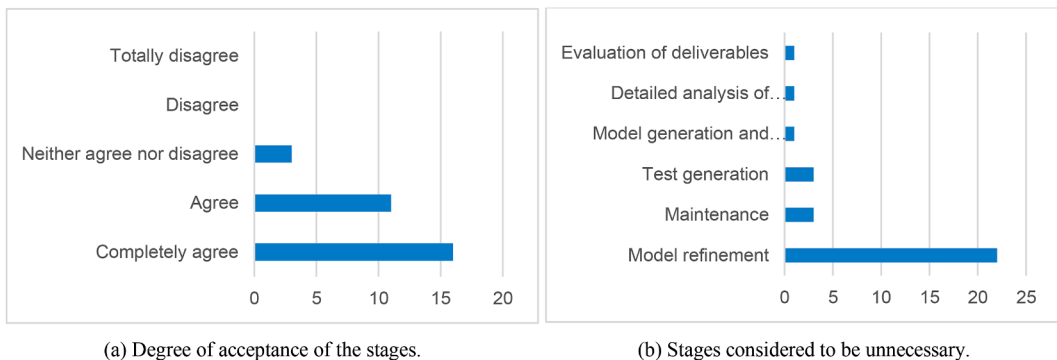 Totally disagree
Disagree
Neither agree nor disagree
Agree
Completely agree
0 5 10 15 20
(a) Degree of acceptance of the stages.
Evaluation of deliverables
Detailed analysis of…
Model generation and…
Test generation
Maintenance
Model refinement
0 5 10 15 20 25
(b) Stages considered to be unnecessary.